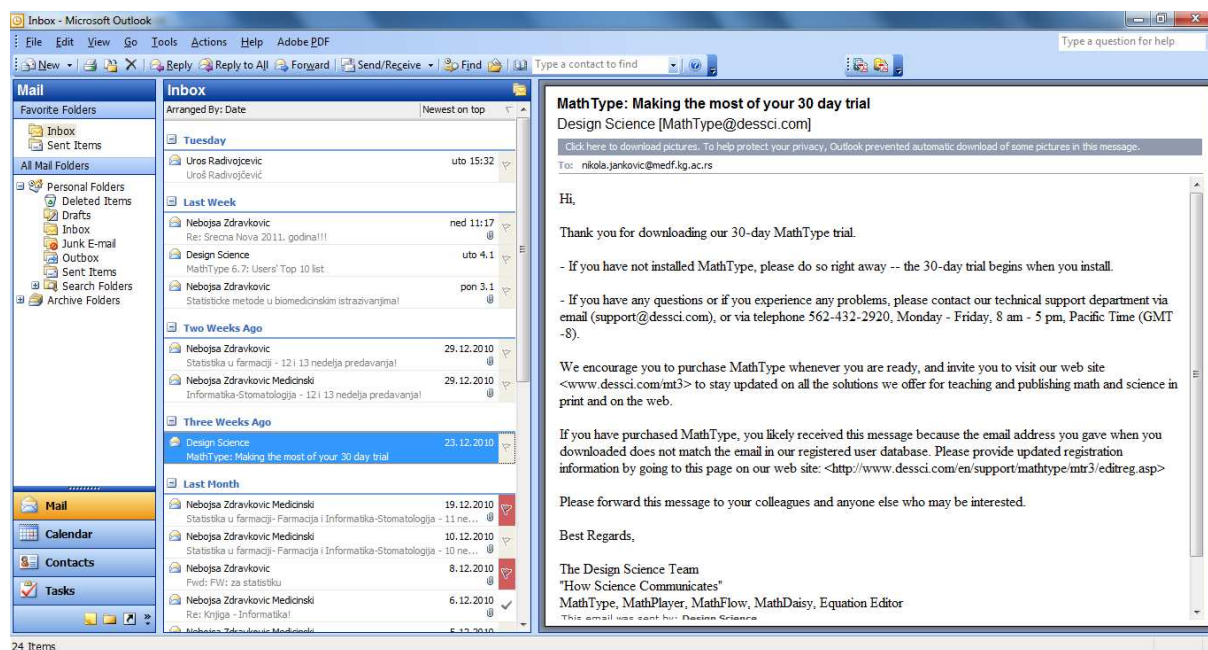 Inbox - Microsoft Outlook
File Edit View Go Tools Actions Help Adobe PDF
Type a question for help
New Reply Reply to All Forward Send/Receive Find Type a contact to find
Mail
Favorite Folders
Inbox
Sent Items
All Mail Folders
Personal Folders
Deleted Items
Drafts
Inbox
Junk E-mail
Outbox
Sent Items
Search Folders
Archive Folders
Mail
Calendar
Contacts
Tasks
24 Items
Inbox
Arranged By: Date Newest on top
Tuesday
Uros Radivojcevic uto 15:32
Uroš Radivojčević
Last Week
Nebojsa Zdravkovic ned 11:17
Re: Srecna Nova 2011. godina!!!
Design Science uto 4.1
MathType 6.7: Users' Top 10 list
Nebojsa Zdravkovic pon 3.1
Statisticke metode u biomedicinskim istrazivanjima!
Two Weeks Ago
Nebojsa Zdravkovic 29.12.2010
Statistika u farmaciji - 12 i 13 nedelja predavanja!
Nebojsa Zdravkovic Medicinski 29.12.2010
Informatika-Stomatologija - 12 i 13 nedelja predavanja!
Three Weeks Ago
Design Science 23.12.2010
MathType: Making the most of your 30 day trial
Last Month
Nebojsa Zdravkovic Medicinski 19.12.2010
Statistika u farmaciji- Farmacija i Informatika-Stomatologija - 11 ne...
Nebojsa Zdravkovic Medicinski 10.12.2010
Statistika u farmaciji- Farmacija i Informatika-Stomatologija - 10 ne...
Nebojsa Zdravkovic 8.12.2010
Fwd: FW: za statistiku
Nebojsa Zdravkovic Medicinski 6.12.2010
Re: Knjiga - Informatika!
MathType: Making the most of your 30 day trial
Design Science [MathType@dessci.com]
Click here to download pictures. To help protect your privacy, Outlook prevented automatic download of some pictures in this message.
To: nikola.jankovic@medf.kg.ac.rs
Hi,
Thank you for downloading our 30-day MathType trial.
- If you have not installed MathType, please do so right away -- the 30-day trial begins when you install.
- If you have any questions or if you experience any problems, please contact our technical support department via
email (support@dessci.com), or via telephone 562-432-2920, Monday - Friday, 8 am - 5 pm, Pacific Time (GMT
-8).
We encourage you to purchase MathType whenever you are ready, and invite you to visit our web site
<www.dessci.com/mt3> to stay updated on all the solutions we offer for teaching and publishing math and science in
print and on the web.
If you have purchased MathType, you likely received this message because the email address you gave when you
downloaded does not match the email in our registered user database. Please provide updated registration
information by going to this page on our web site: <http://www.dessci.com/en/support/mathtype/mtr3/editreg.asp>
Please forward this message to your colleagues and anyone else who may be interested.
Best Regards,
The Design Science Team
"How Science Communicates"
MathType, MathPlayer, MathFlow, MathDaisy, Equation Editor
This email was sent by: Design Science